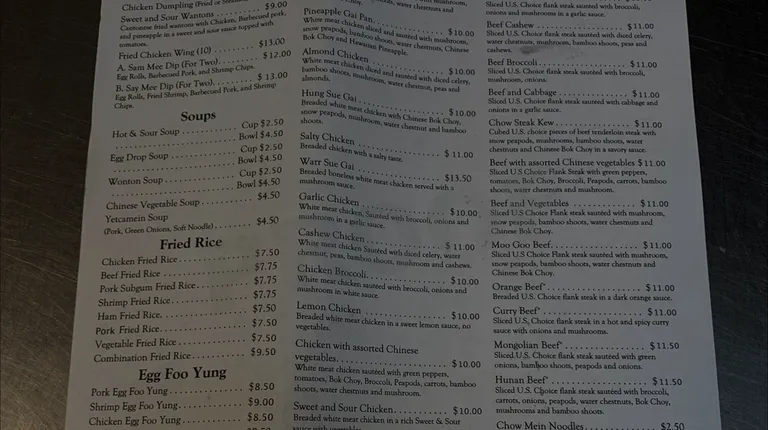 Chicken Dumpling (Fried or Steamed)
Sweet and Sour Wantons . . . . . . . . $9.00
Cantonese fried wontons with Chicken, Barbecued pork,
and pineapple in a sweet and sour sauce topped with
tomatoes.
Fried Chicken Wing (10) . . . . . . . . . $13.00
A. Sam Mee Dip (For Two) . . . . . . . $12.00
Egg Rolls, Barbecued Pork, and Shrimp Chips.
B. Say Mee Dip (For Two) . . . . . . . . $ 13.00
Egg Rolls, Fried Shrimp, Barbecued Pork, and Shrimp
Chips.
Soups
Hot & Sour Soup . . . . . . . . . . . Cup $2.50
. . . . . . . . . . . . . . . . . . . . . . . . . Bowl $4.50
Egg Drop Soup . . . . . . . . . . . . . Cup $2.50
. . . . . . . . . . . . . . . . . . . . . . . . . Bowl $4.50
Wonton Soup . . . . . . . . . . . . . . Cup $2.50
. . . . . . . . . . . . . . . . . . . . . . . . Bowl $4.50
Chinese Vegetable Soup . . . . . . . . . $4.50
Yetcamein Soup
(Pork, Green Onions, Soft Noodle) . . . . . . . . $4.50
Fried Rice
Chicken Fried Rice . . . . . . . . . . . . $7.50
Beef Fried Rice . . . . . . . . . . . . . . . $7.75
Pork Subgum Fried Rice . . . . . . . . $7.75
Shrimp Fried Rice . . . . . . . . . . . . . $7.75
Ham Fried Rice. . . . . . . . . . . . . . . $7.50
Pork Fried Rice . . . . . . . . . . . . . . . $7.50
Vegetable Fried Rice . . . . . . . . . . . $7.50
Combination Fried Rice . . . . . . . . . $9.50
Egg Foo Yung
Pork Egg Foo Yung . . . . . . . . . . . . $8.50
Shrimp Egg Foo Yung . . . . . . . . . . $9.00
Chicken Egg Foo Yung . . . . . . . . . . $8.50
water chestnuts and
Pineapple Gai Pan . . . . . . . . . . . . $10.00
White meat chicken sliced and sautéed with mushroom,
snow peapods, bamboo shoots, water chestnuts, Chinese
Bok Choy and Hawaiian Pineapple.
Almond Chicken . . . . . . . . . . . . . $10.00
White meat chicken diced and sautéed with diced celery,
bamboo shoots, mushroom, water chestnut, peas and
almonds.
Hung Sue Gai . . . . . . . . . . . . . . . $10.00
Breaded white meat chicken with Chinese Bok Choy,
snow peapods, mushroom, water chestnut and bamboo
shoots.
Salty Chicken . . . . . . . . . . . . . . . $ 11.00
Breaded chicken with a salty taste.
Warr Sue Gai . . . . . . . . . . . . . . . $13.50
Breaded boneless white meat chicken served with a
mushroom sauce.
Garlic Chicken . . . . . . . . . . . . . . $10.00
White meat chicken, Sautéed with broccoli, onions and
mushroom in a garlic sauce.
Cashew Chicken . . . . . . . . . . . . . $ 11.00
White meat chicken Sautéed with diced celery, water
chestnut, peas, bamboo shoots, mushroom and cashews.
Chicken Broccoli. . . . . . . . . . . . . $10.00
White meat chicken sautéed with broccoli, onions and
mushroom in white sauce.
Lemon Chicken . . . . . . . . . . . . . $10.00
Breaded white meat chicken in a sweet lemon sauce, no
vegetables.
Chicken with assorted Chinese
vegetables. . . . . . . . . . . . . . . . . . $10.00
White meat chicken sautéed with green peppers,
tomatoes, Bok Choy, Broccoli, Peapods, carrots, bamboo
shoots, water chestnuts and mushroom.
Sweet and Sour Chicken. . . . . . . . $10.00
Breaded white meat chicken in a rich Sweet & Sour
sauce with vegetables.
Sliced U.S. Choice flank steak sautéed with broccoli,
onions and mushrooms in a garlic sauce.
Beef Cashew . . . . . . . . . . . . . . . $11.00
Sliced U.S. Choice flank steak sautéed with diced celery,
water chestnut, mushroom, bamboo shoots, peas and
cashews.
Beef Broccoli . . . . . . . . . . . . . . . $11.00
Sliced U.S. Choice flank steak sautéed with broccoli,
mushroom, onions.
Beef and Cabbage . . . . . . . . . . . . $11.00
Sliced U.S. Choice flank steak sautéed with cabbage and
onions in a garlic sauce.
Chow Steak Kew . . . . . . . . . . . . . $11.00
Cubed U.S. choice pieces of beef tenderloin steak with
snow peapods, mushrooms, bamboo shoots, water
chestnuts and Chinese Bok Choy in a savory sauce.
Beef with assorted Chinese vegetables $11.00
Sliced U.S Choice Flank Steak with green peppers,
tomatoes, Bok Choy, Broccoli, Peapods, carrots, bamboo
shoots, water chestnuts and mushroom.
Beef and Vegetables . . . . . . . . . . $11.00
Sliced U.S Choice Flank steak sautéed with mushroom,
snow peapods, bamboo shoots, water chestnuts and
Chinese Bok Choy.
Moo Goo Beef. . . . . . . . . . . . . . . $11.00
Sliced U.S Choice Flank steak sautéed with mushroom,
snow peapods, bamboo shoots, water chestnuts and
Chinese Bok Choy.
Orange Beef* . . . . . . . . . . . . . . . $11.00
Breaded U.S. Choice flank steak in a dark orange sauce.
Curry Beef* . . . . . . . . . . . . . . . . $11.00
Sliced U.S, Choice flank steak in a hot and spicy curry
sauce with onions and mushrooms.
Mongolian Beef* . . . . . . . . . . . . . $11.50
Sliced U.S. Choice flank steak sautéed with green
onions, bamboo shoots, peapods and onions.
Hunan Beef* . . . . . . . . . . . . . . . $11.50
Sliced U.S. Choice flank steak sautéed with broccoli,
carrots, onions, peapods, water chestnuts, Bok Choy,
mushrooms and bamboo shoots.
Chow Mein Noodles . . . . . . . . . . . $2.50